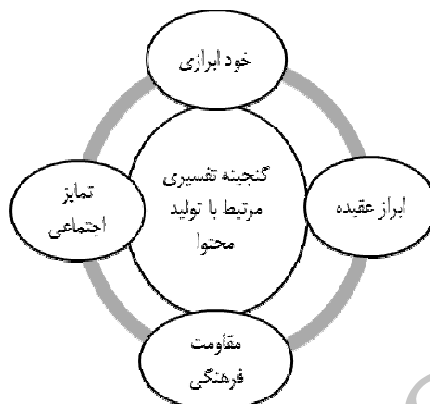 خود ابرازی
گنجینه تفسیری
مرتبط با تولید
محتوا
ابراز عقیده
تمایز
اجتماعی
مقاومت
فرهنگی